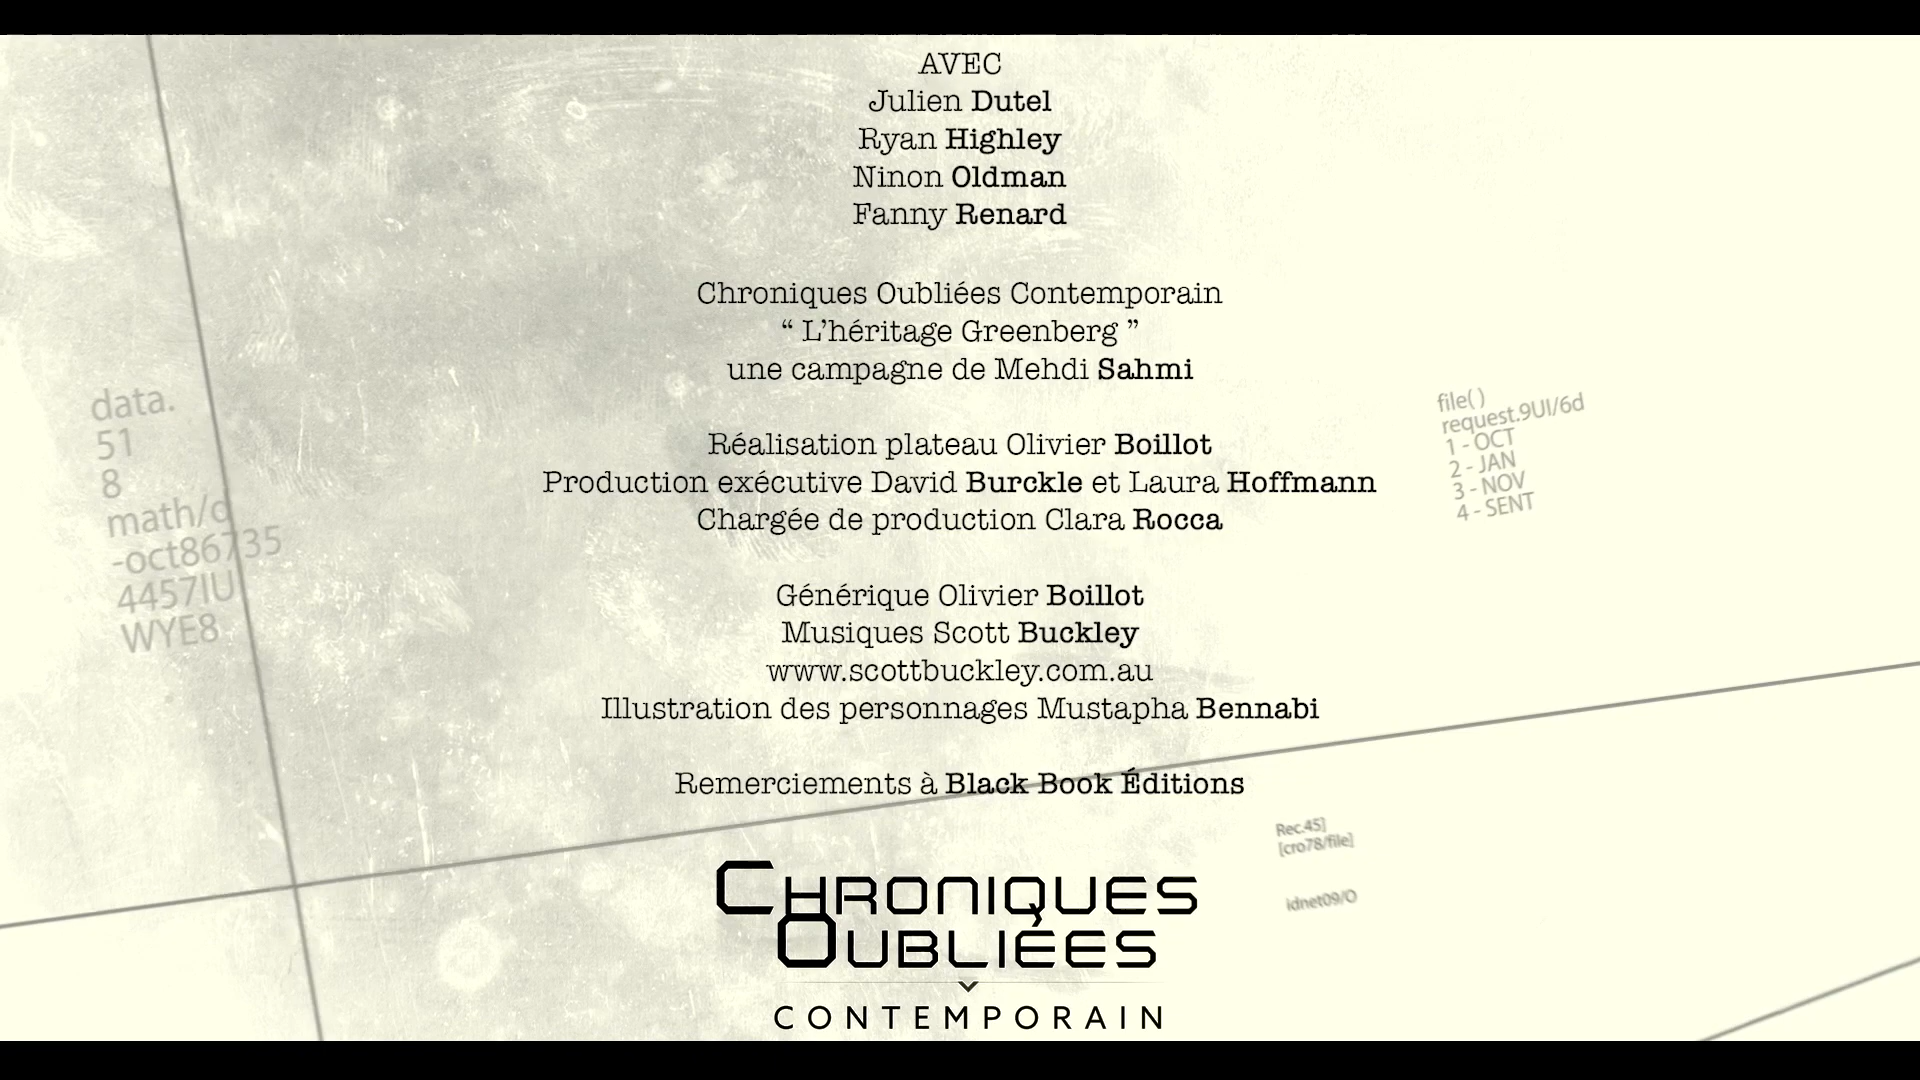 AVEC
Julien Dutel
Ryan Highley
Ninon Oldman
Fanny Renard
Chroniques Oubliées Contemporain
“ L’héritage Greenberg ”
une campagne de Mehdi Sahmi
Réalisation plateau Olivier Boillot
Production exécutive David Burckle et Laura Hoffmann
Chargée de production Clara Rocca
Générique Olivier Boillot
Musiques Scott Buckley
www.scottbuckley.com.au
Illustration des personnages Mustapha Bennabi
Remerciements à Black Book Éditions
CHRONIQUES
OUBLIÉES
CONTEMPORAIN
data.
51
8
math/d
-oct86735
4457IU
WYE8
file()
request.9UI/6d
1 - OCT
2 - JAN
3 - NOV
4 - SENT
Rec.45]
[cro78/file]
idnet09/O